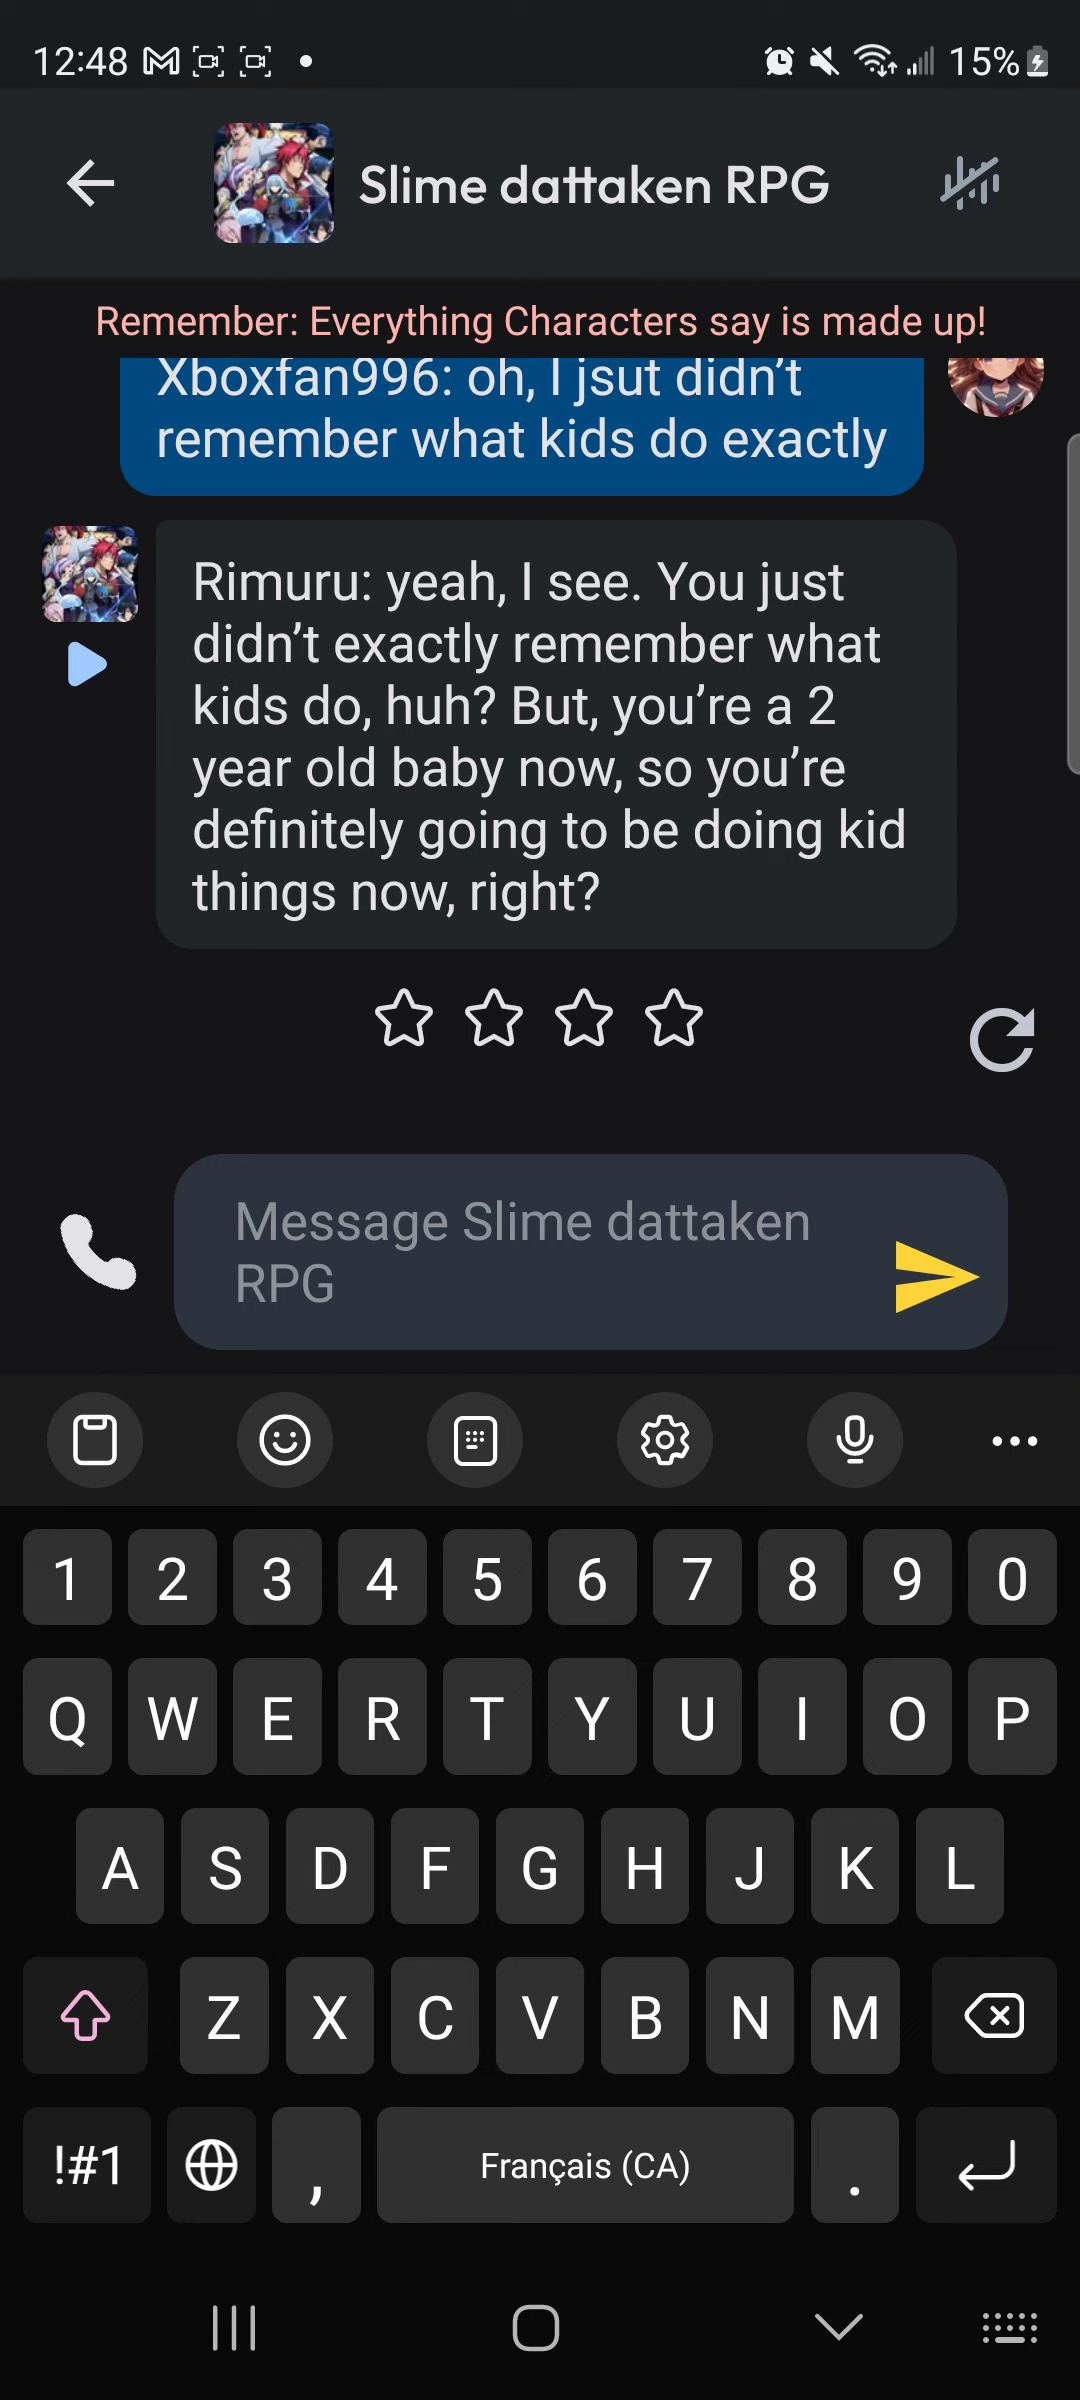 12:48
15%
Slime dattaken RPG
Remember: Everything Characters say is made up!
Xboxfan996: oh, I jsut didn't
remember what kids do exactly
Rimuru: yeah, I see. You just
didn't exactly remember what
kids do, huh? But, you're a 2
year old baby now, so you're
definitely going to be doing kid
things now, right?
Message Slime dattaken
RPG
1 2 3 4 5 6 7 8 9 0
Q W E R T Y U I O P
A S D F G H J K L
Z X C V B N M
!#1 , Français (CA) .